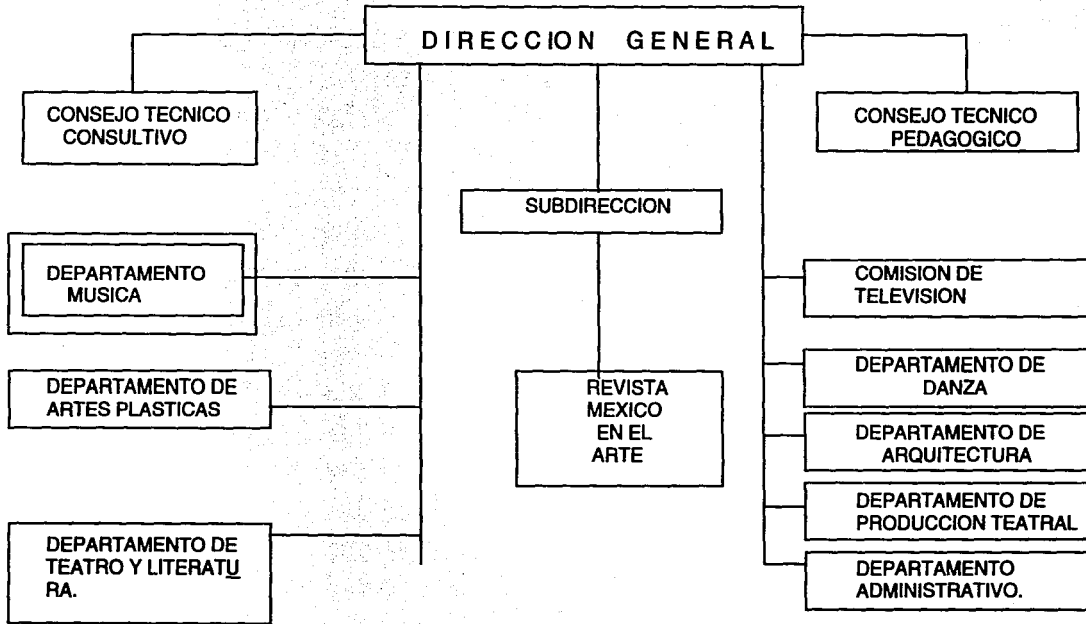 DIRECCION GENERAL
CONSEJO TECNICO
CONSULTIVO
CONSEJO TECNICO
PEDAGOGICO
SUBDIRECCION
DEPARTAMENTO
MUSICA
COMISION DE
TELEVISION
DEPARTAMENTO DE
ARTES PLASTICAS
REVISTA
MEXICO
EN EL
ARTE
DEPARTAMENTO DE
DANZA
DEPARTAMENTO DE
ARQUITECTURA
DEPARTAMENTO DE
PRODUCCION TEATRAL
DEPARTAMENTO DE
TEATRO Y LITERATU
RA.
DEPARTAMENTO
ADMINISTRATIVO.